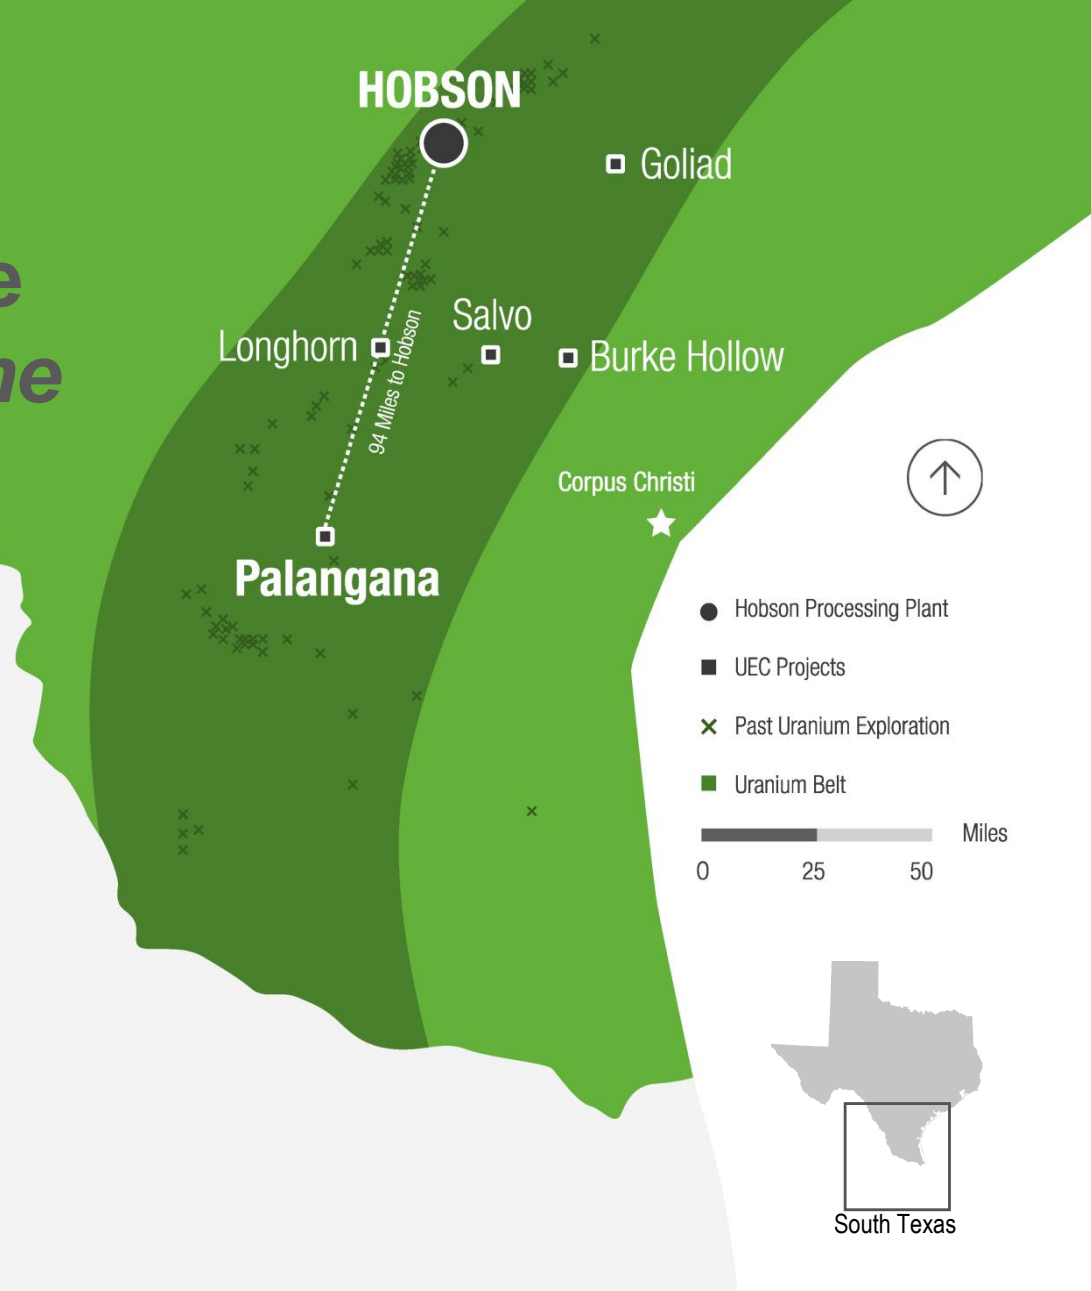 HOBSON
Goliad
Salvo
Longhorn
Burke Hollow
94 Miles to Hobson
Corpus Christi
Palangana
Hobson Processing Plant
UEC Projects
Past Uranium Exploration
Uranium Belt
Miles
0 25 50
South Texas